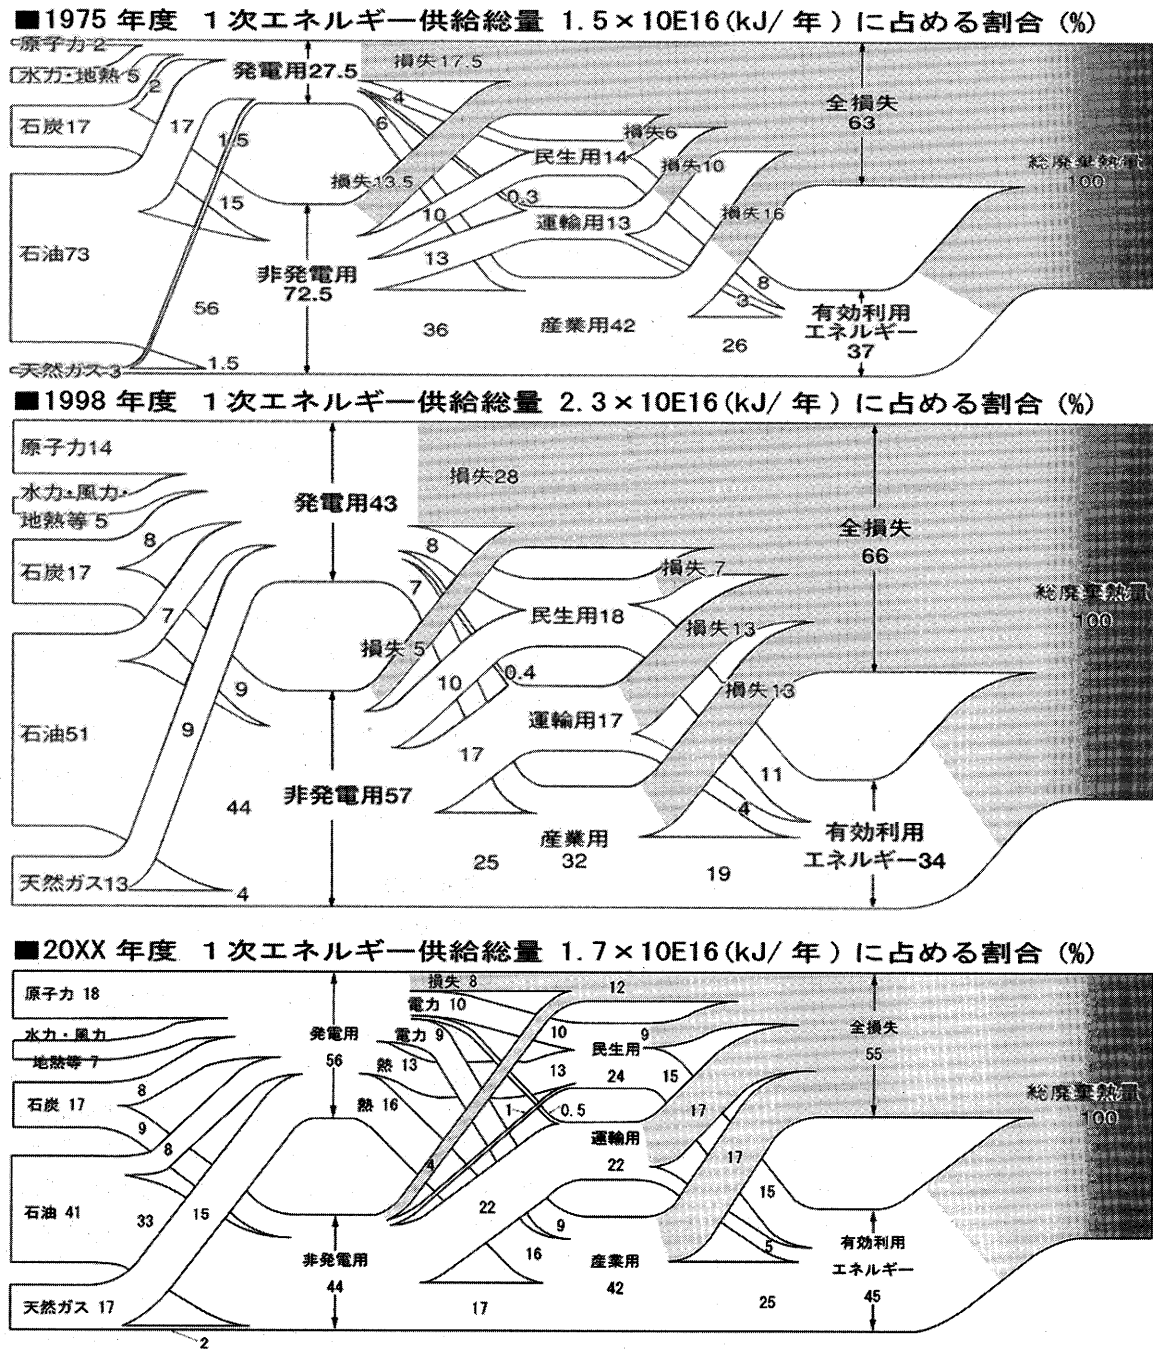 ■1975 年度 1次エネルギー供給総量 1.5×10E16(kJ/ 年) に占める割合 (%)
原子力 2
水力・地熱 5
石炭17
石油73
天然ガス 3
2
17
1.5
15
56
1.5
発電用27.5
非発電用
72.5
損失17.5
4
6
損失13.5
10
0.3
13
36
民生用14
運輸用13
産業用42
損失6
損失10
損失16
8
3
26
全損失
63
有効利用
エネルギー
37
総廃棄熱量
100
■1998 年度 1次エネルギー供給総量 2.3×10E16(kJ/ 年) に占める割合 (%)
原子力14
水力・風力・
地熱等 5
石炭17
石油51
天然ガス13
8
7
9
9
44
4
発電用43
非発電用57
損失28
8
7
損失 5
10
0.4
17
25
民生用18
運輸用17
産業用
32
損失 7
損失13
損失13
11
4
19
全損失
66
有効利用
エネルギー34
総廃棄熱量
100
■20XX 年度 1次エネルギー供給総量 1.7×10E16(kJ/ 年) に占める割合 (%)
原子力 18
水力・風力
地熱等 7
石炭 17
石油 41
天然ガス 17
8
9
8
33
15
2
発電用
56
非発電用
44
損失 8
電力 10
電力 9
熱 13
熱 16
12
10
9
13
1
0.5
4
22
9
16
17
民生用
24
運輸用
22
産業用
42
15
17
17
15
5
25
全損失
55
有効利用
エネルギー
45
総廃棄熱量
100